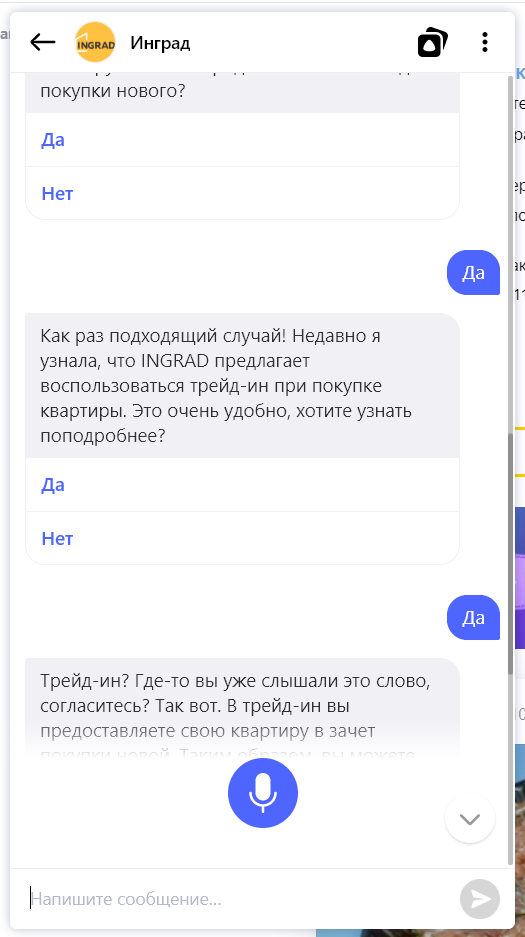 INGRAD
Инград
покупки нового?
Да
Нет
Да
Как раз подходящий случай! Недавно я
узнала, что INGRAD предлагает
воспользоваться трейд-ин при покупке
квартиры. Это очень удобно, хотите узнать
поподробнее?
Да
Нет
Да
Трейд-ин? Где-то вы уже слышали это слово,
согласитесь? Так вот. В трейд-ин вы
предоставляете свою квартиру в зачет
покупки новой. Таким образом, вы можете
Напишите сообщение...